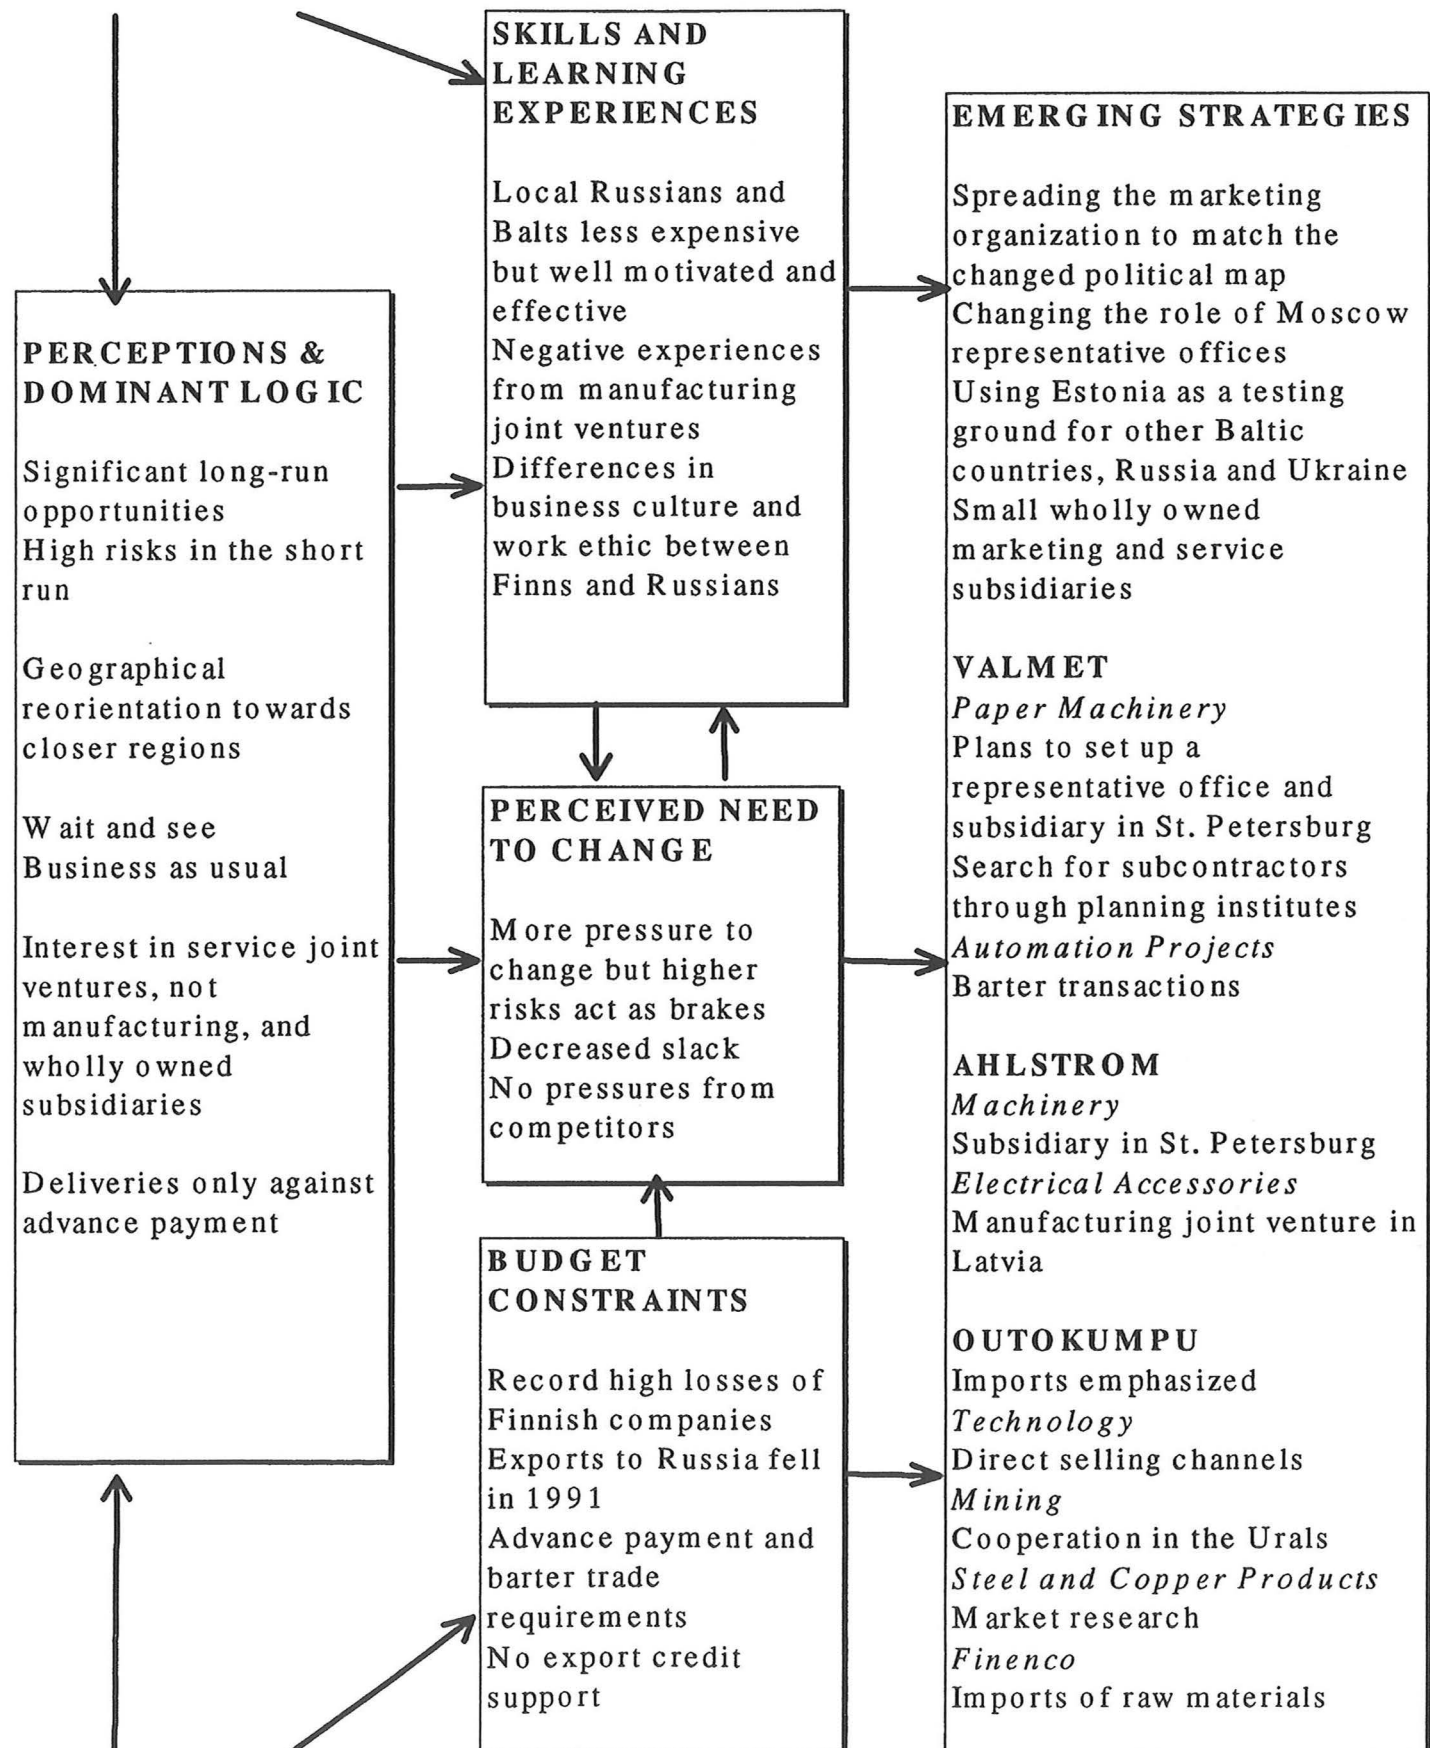 SKILLS AND
LEARNING
EXPERIENCES
Local Russians and
Balts less expensive
but well motivated and
effective
Negative experiences
from manufacturing
joint ventures
Differences in
business culture and
work ethic between
Finns and Russians
PERCEPTIONS &
DOMINANT LOGIC
Significant long-run
opportunities
High risks in the short
run
Geographical
reorientation towards
closer regions
Wait and see
Business as usual
Interest in service joint
ventures, not
manufacturing, and
wholly owned
subsidiaries
Deliveries only against
advance payment
PERCEIVED NEED
TO CHANGE
More pressure to
change but higher
risks act as brakes
Decreased slack
No pressures from
competitors
BUDGET
CONSTRAINTS
Record high losses of
Finnish companies
Exports to Russia fell
in 1991
Advance payment and
barter trade
requirements
No export credit
support
EMERGING STRATEGIES
Spreading the marketing
organization to match the
changed political map
Changing the role of Moscow
representative offices
Using Estonia as a testing
ground for other Baltic
countries, Russia and Ukraine
Small wholly owned
marketing and service
subsidiaries
VALMET
Paper Machinery
Plans to set up a
representative office and
subsidiary in St. Petersburg
Search for subcontractors
through planning institutes
Automation Projects
Barter transactions
AHLSTROM
Machinery
Subsidiary in St. Petersburg
Electrical Accessories
Manufacturing joint venture in
Latvia
OUTOKUMPU
Imports emphasized
Technology
Direct selling channels
Mining
Cooperation in the Urals
Steel and Copper Products
Market research
Finenco
Imports of raw materials